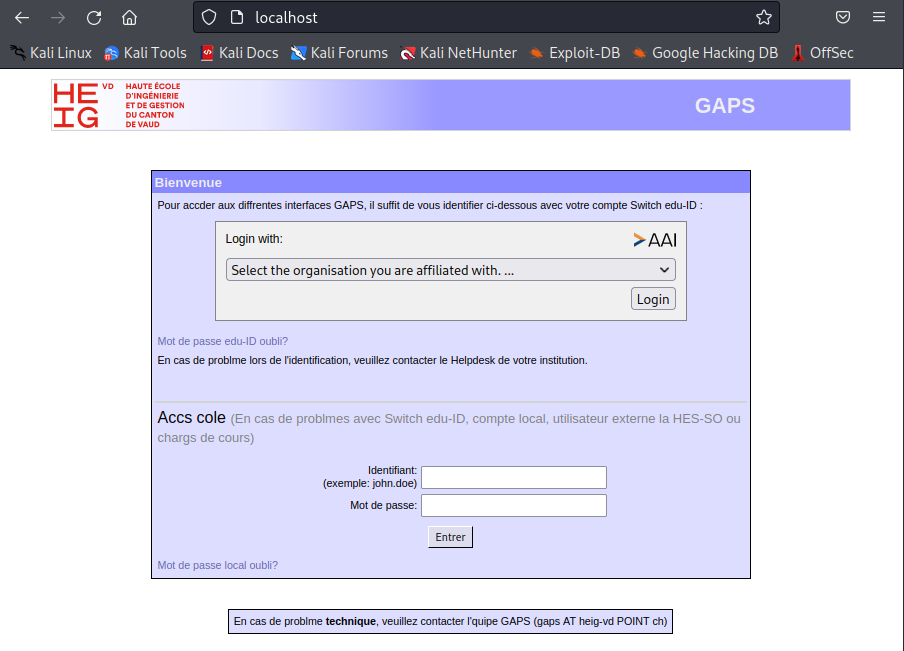 localhost
Kali Linux Kali Tools Kali Docs Kali Forums Kali NetHunter Exploit-DB Google Hacking DB OffSec
HE VD
IG
HAUTE ÉCOLE
D'INGÉNIERIE
ET DE GESTION
DU CANTON
DE VAUD
GAPS
Bienvenue
Pour accder aux diffrentes interfaces GAPS, il suffit de vous identifier ci-dessous avec votre compte Switch edu-ID :
Login with:
AAI
Select the organisation you are affiliated with. ...
Login
Mot de passe edu-ID oubli?
En cas de problme lors de l'identification, veuillez contacter le Helpdesk de votre institution.
Accs cole (En cas de problmes avec Switch edu-ID, compte local, utilisateur externe la HES-SO ou
chargs de cours)
Identifiant:
(exemple: john.doe)
Mot de passe:
Entrer
Mot de passe local oubli?
En cas de problme technique, veuillez contacter l'quipe GAPS (gaps AT heig-vd POINT ch)